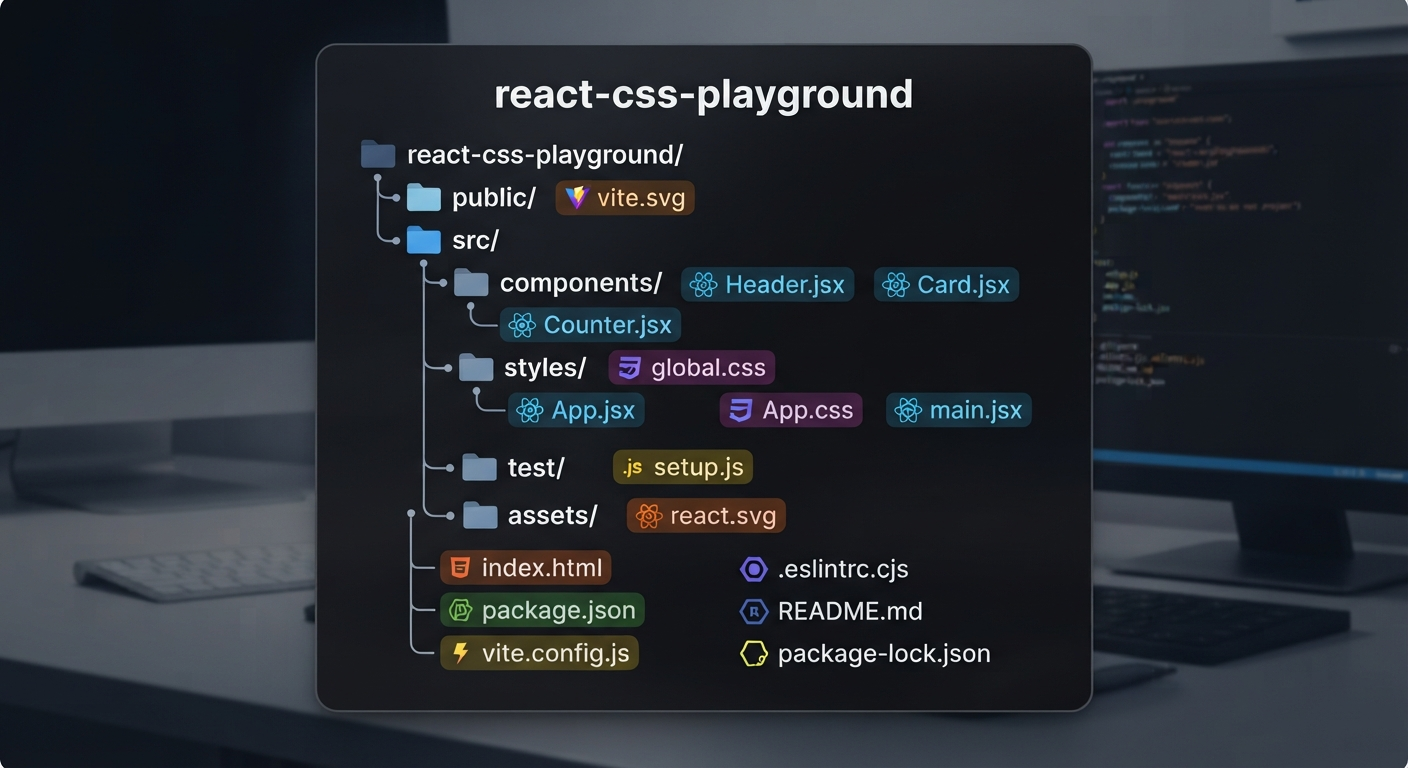 react-css-playground
react-css-playground/
public/ vite.svg
src/
components/ Header.jsx Card.jsx
Counter.jsx
styles/ global.css
App.jsx App.css main.jsx
test/ .js setup.js
assets/ react.svg
index.html .eslintrc.cjs
package.json README.md
vite.config.js package-lock.json